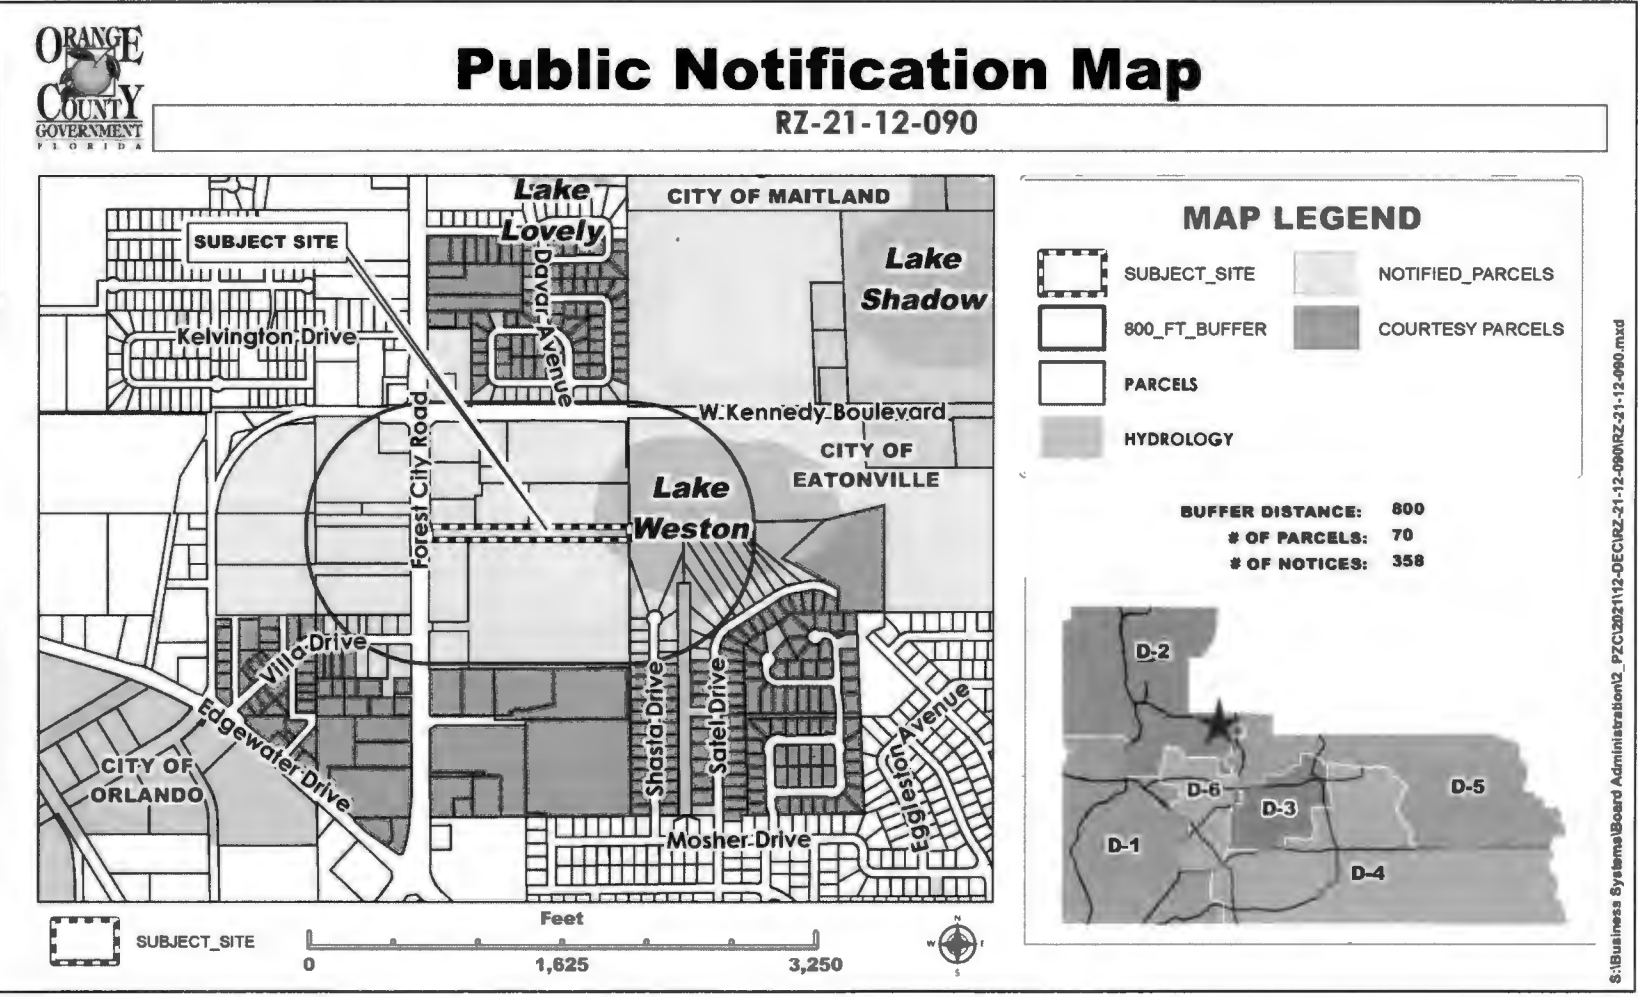 ORANGE
COUNTY
GOVERNMENT
FLORIDA
Public Notification Map
RZ-21-12-090
SUBJECT SITE
Lake
Lovely
CITY OF MAITLAND
Lake
Shadow
Davar Avenue
Kelvington Drive
Forest City Road
W Kennedy Boulevard
CITY OF
EATONVILLE
Lake
Weston
Villa Drive
Edgewater Drive
CITY OF
ORLANDO
Shasta Drive
Satel Drive
Eggleston Avenue
Mosher Drive
MAP LEGEND
SUBJECT_SITE
NOTIFIED_PARCELS
800_FT_BUFFER
COURTESY PARCELS
PARCELS
HYDROLOGY
BUFFER DISTANCE: 800
# OF PARCELS: 70
# OF NOTICES: 358
D-2
D-6
D-3
D-5
D-1
D-4
SUBJECT_SITE
Feet
0 1,625 3,250
N
W
S
S:\Business Systems\Board Administration\2_PZC\2021\12-DEC\RZ-21-12-090\RZ-21-12-090.mxd